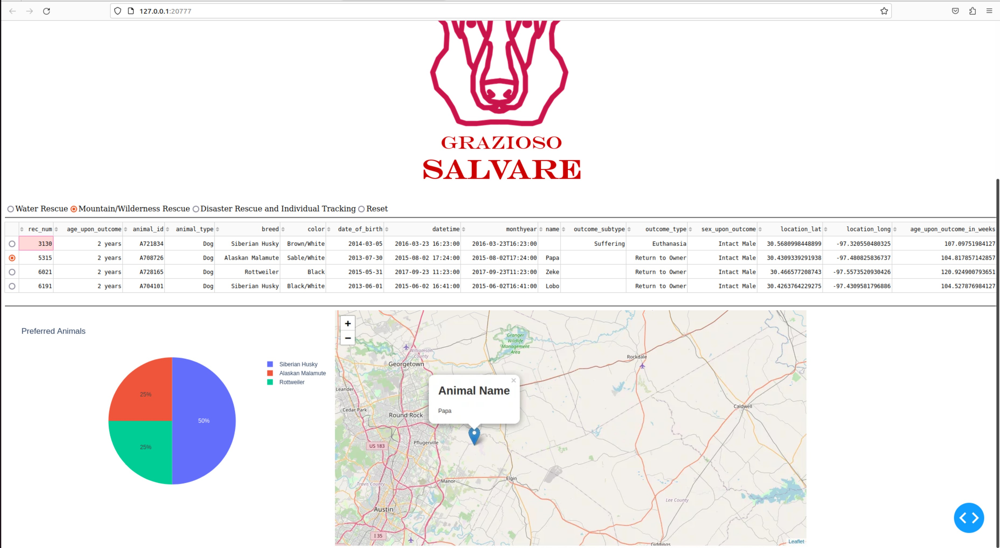 127.0.0.1:20777
GRAZIOSO
SALVARE
Water Rescue Mountain/Wilderness Rescue Disaster Rescue and Individual Tracking Reset
rec_num age_upon_outcome animal_id animal_type breed color date_of_birth datetime monthyear name outcome_subtype outcome_type sex_upon_outcome location_lat location_long age_upon_outcome_in_weeks
3130 2 years A721834 Dog Siberian Husky Brown/White 2014-03-05 2016-03-23 16:23:00 2016-03-23T16:23:00 Suffering Euthanasia Intact Male 30.5680998448899 -97.320550480325 107.09751984127
5315 2 years A708726 Dog Alaskan Malamute Sable/White 2013-07-30 2015-08-02 17:24:00 2015-08-02T17:24:00 Papa Return to Owner Intact Male 30.4309339291938 -97.480825836737 104.817857142857
6021 2 years A728165 Dog Rottweiler Black 2015-05-31 2017-09-23 11:23:00 2017-09-23T11:23:00 Zeke Return to Owner Intact Male 30.466577208743 -97.5573520930426 120.924900793651
6191 2 years A704101 Dog Siberian Husky Black/White 2013-06-01 2015-06-02 16:41:00 2015-06-02T16:41:00 Lobo Return to Owner Intact Male 30.4263764229275 -97.4309581796886 104.527876984127
Preferred Animals
Siberian Husky
Alaskan Malamute
Rottweiler
25%
50%
25%
+
−
Granger
Wildlife
Management
Area
Williamson
County
Georgetown
Rockdale
Leander
×
Animal Name
Papa
Cedar Park
Round Rock
Caldwell
Pflugerville
US 183
Manor
Elgin
Travis County
Lee County
Austin
I 35
Giddings
Leaflet